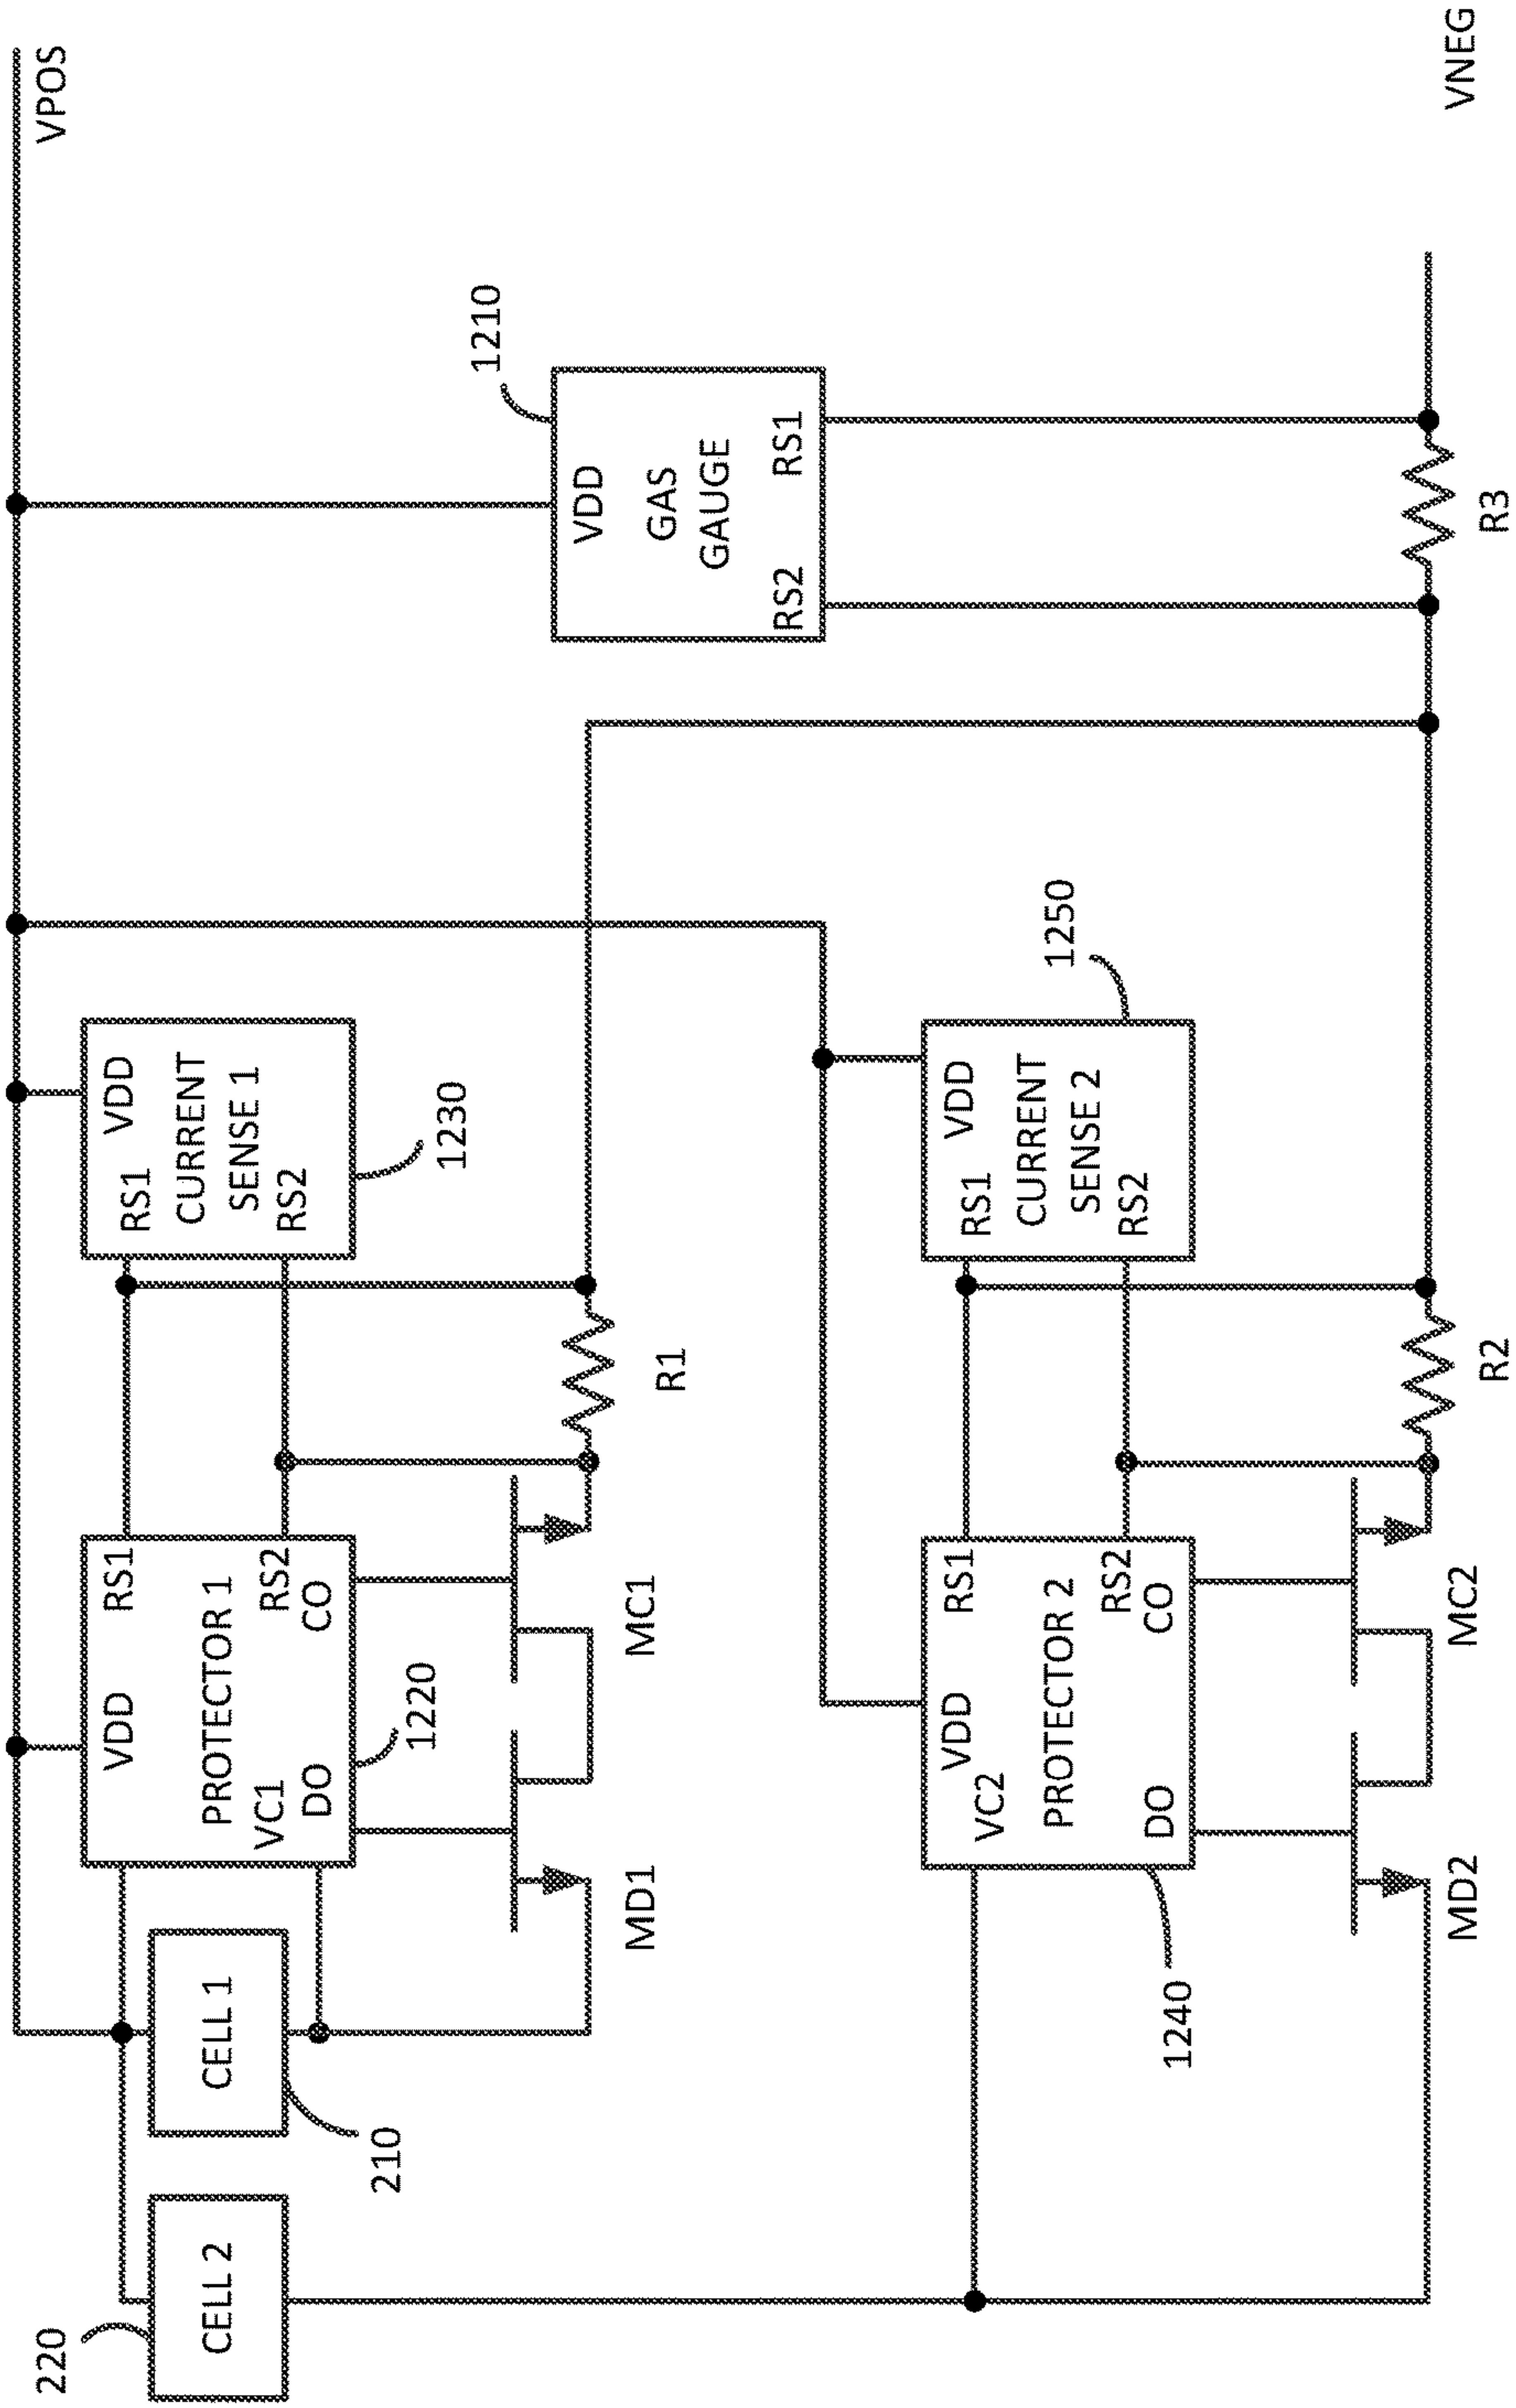 VPOS
220
CELL 2
CELL 1
210
VDD
RS1
PROTECTOR 1
VC1
RS2
DO
CO
1220
VDD
RS1
CURRENT
SENSE 1
RS2
1230
1210
VDD
GAS
GAUGE
RS2
RS1
MD1
MC1
R1
VDD
RS1
VC2
PROTECTOR 2
RS2
DO
CO
1240
VDD
RS1
CURRENT
SENSE 2
RS2
1250
MD2
MC2
R2
R3
VNEG